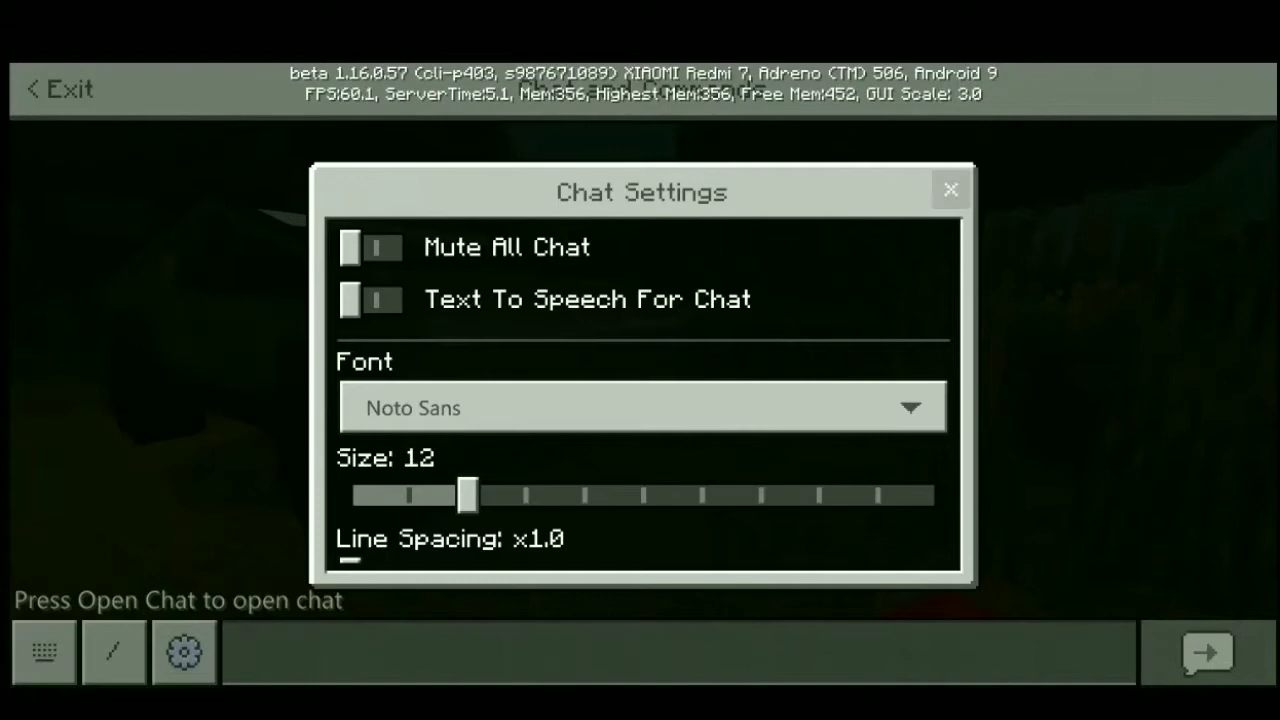 beta 1.16.0.57 (cli-p403, s987671089) XIAOMI Redmi 7, Adreno (TM) 506, Android 9
< Exit
Chat and Commands
FPS:60.1, ServerTime:5.1, Mem:356, Highest Mem:356, Free Mem:452, GUI Scale: 3.0
Chat Settings
Mute All Chat
Text To Speech For Chat
Font
Noto Sans
Size: 12
Line Spacing: x1.0
Press Open Chat to open chat
/